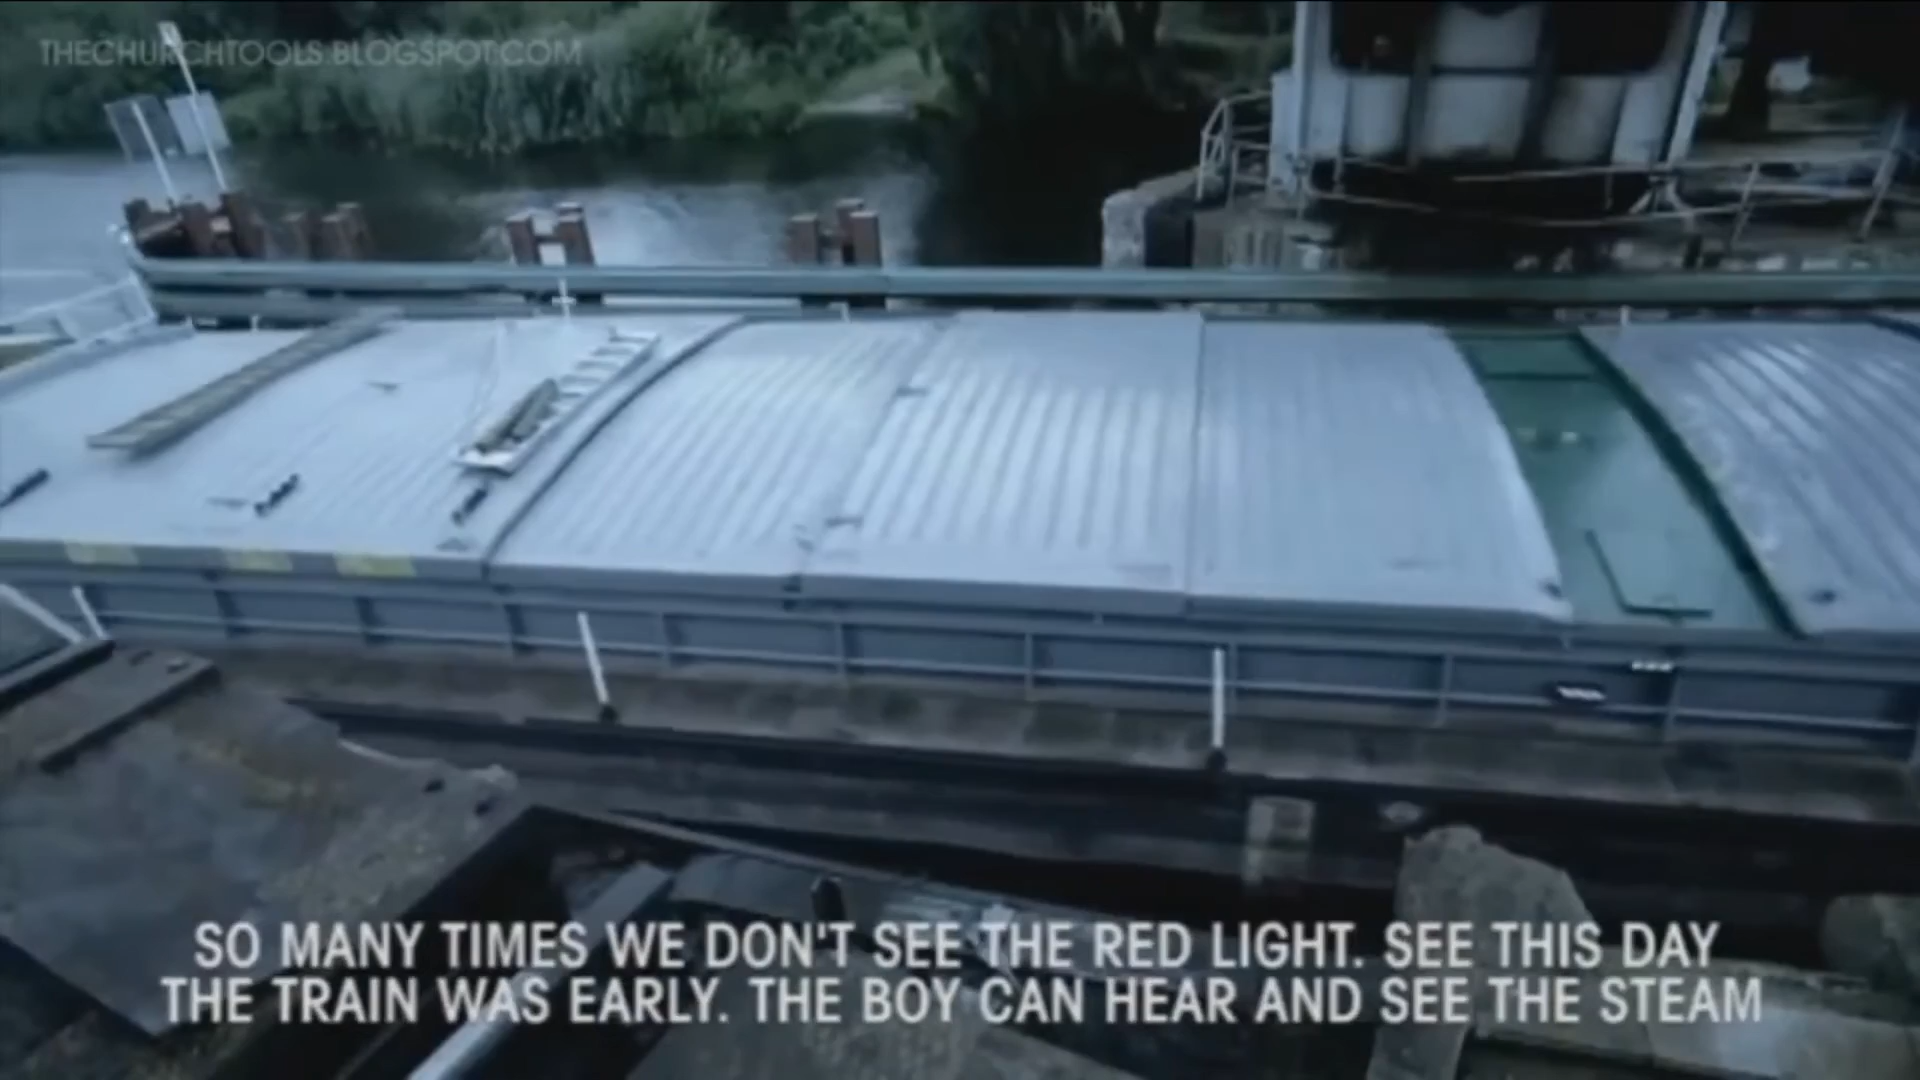 THECHURCHTOOLS.BLOGSPOT.COM
SO MANY TIMES WE DON'T SEE THE RED LIGHT. SEE THIS DAY
THE TRAIN WAS EARLY. THE BOY CAN HEAR AND SEE THE STEAM